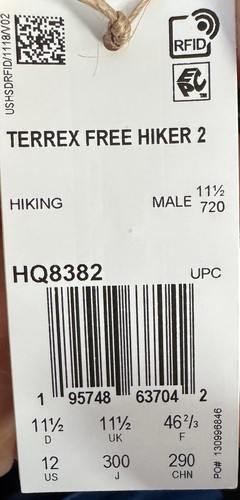 USHSDRFID/1118/V02
RFID
EPC™
TERREX FREE HIKER 2
HIKING
MALE 11½
720
HQ8382 UPC
1 95748 63704 2
11½ 11½ 46²/₃
D UK F
12 300 290
US J CHN
PO# 130996846